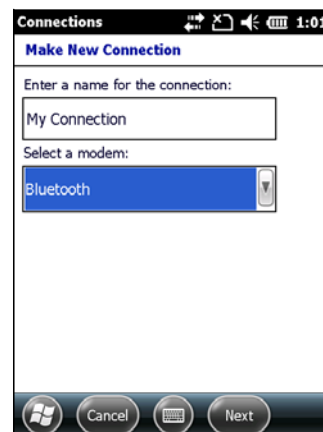 Connections 1:01
Make New Connection
Enter a name for the connection:
My Connection
Select a modem:
Bluetooth
Cancel Next